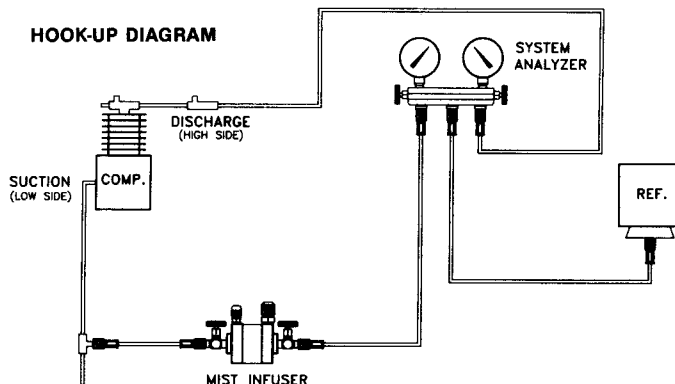 HOOK-UP DIAGRAM
SYSTEM
ANALYZER
DISCHARGE
(HIGH SIDE)
SUCTION
(LOW SIDE)
COMP.
REF.
MIST INFUSER